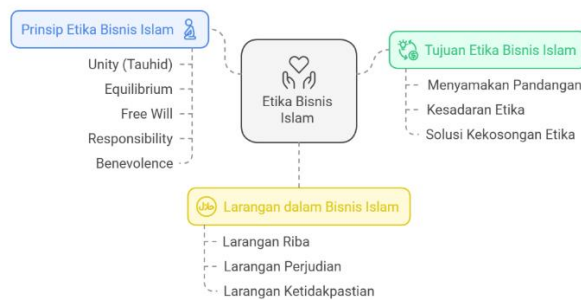 Prinsip Etika Bisnis Islam
Unity (Tauhid)
Equilibrium
Free Will
Responsibility
Benevolence
Etika Bisnis
Islam
Tujuan Etika Bisnis Islam
Menyamakan Pandangan
Kesadaran Etika
Solusi Kekosongan Etika
حلال
Larangan dalam Bisnis Islam
Larangan Riba
Larangan Perjudian
Larangan Ketidakpastian